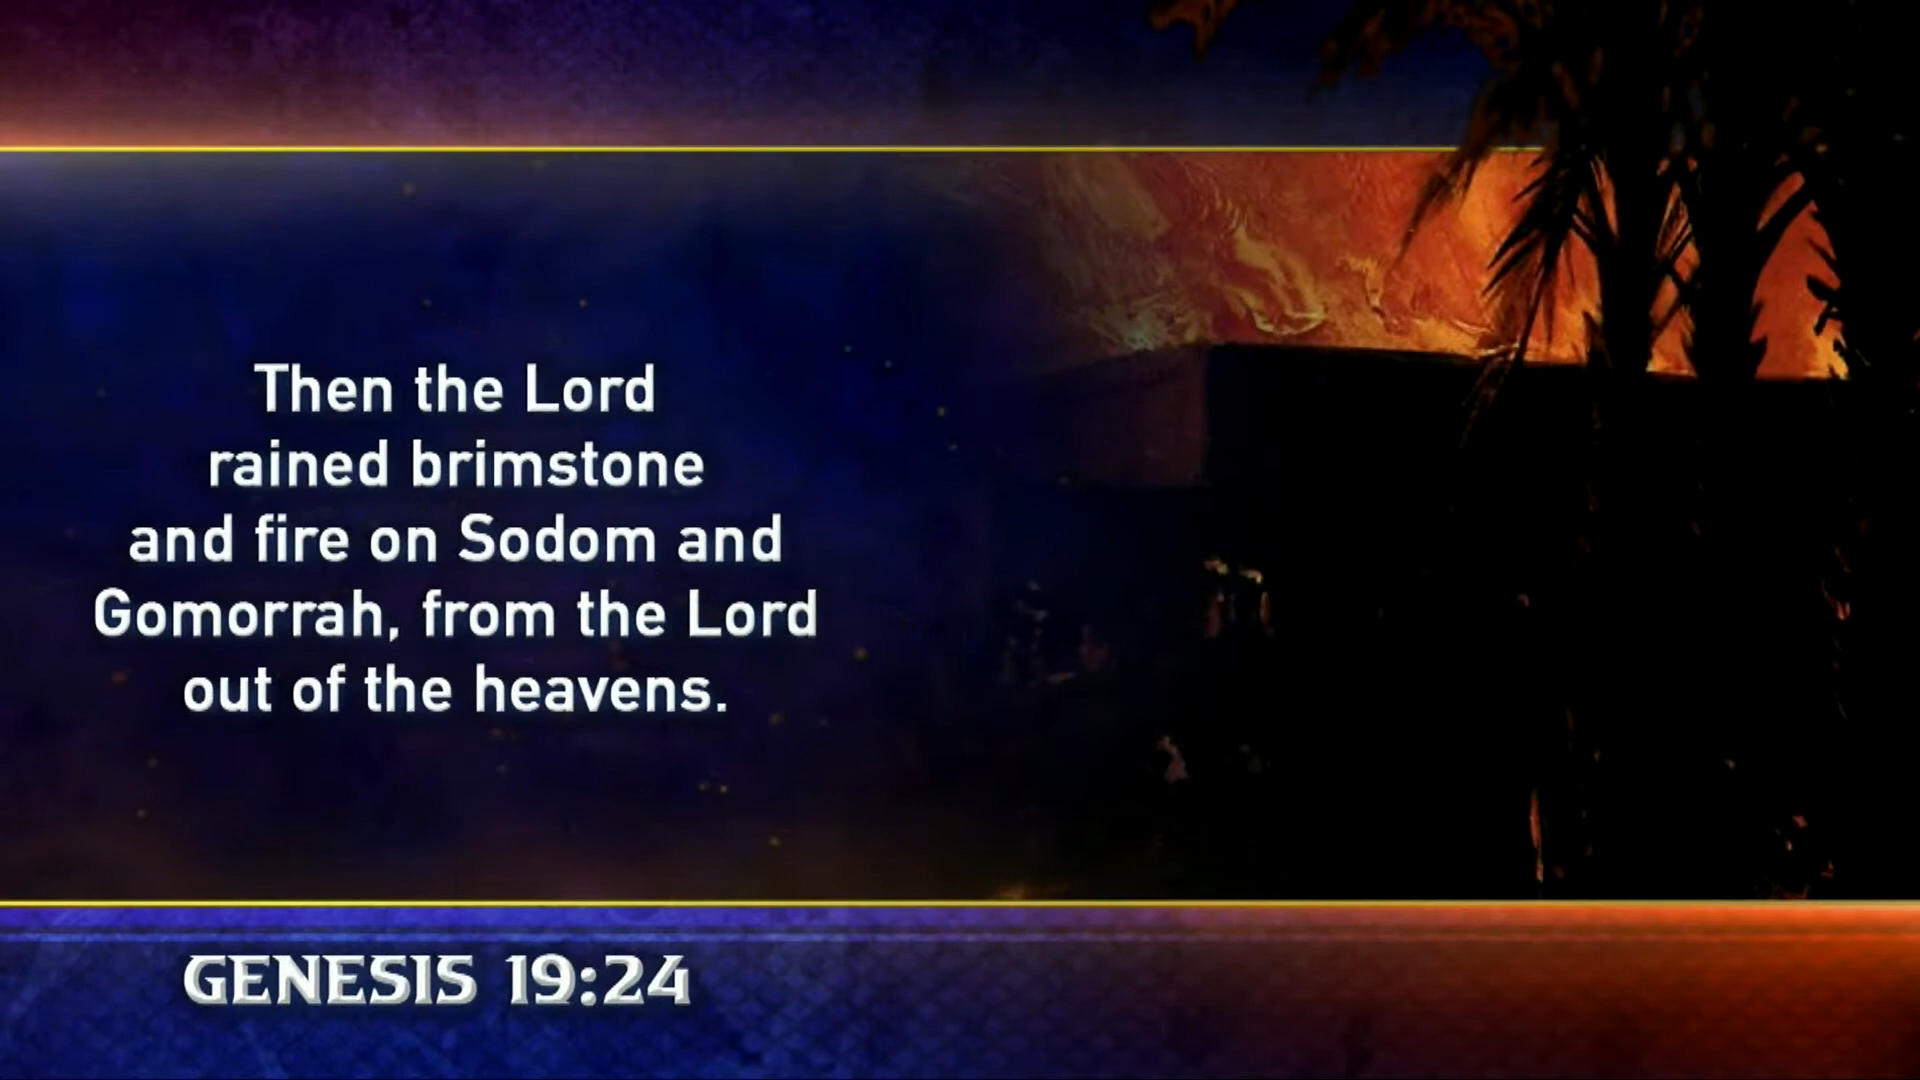 Then the Lord
rained brimstone
and fire on Sodom and
Gomorrah, from the Lord
out of the heavens.
GENESIS 19:24